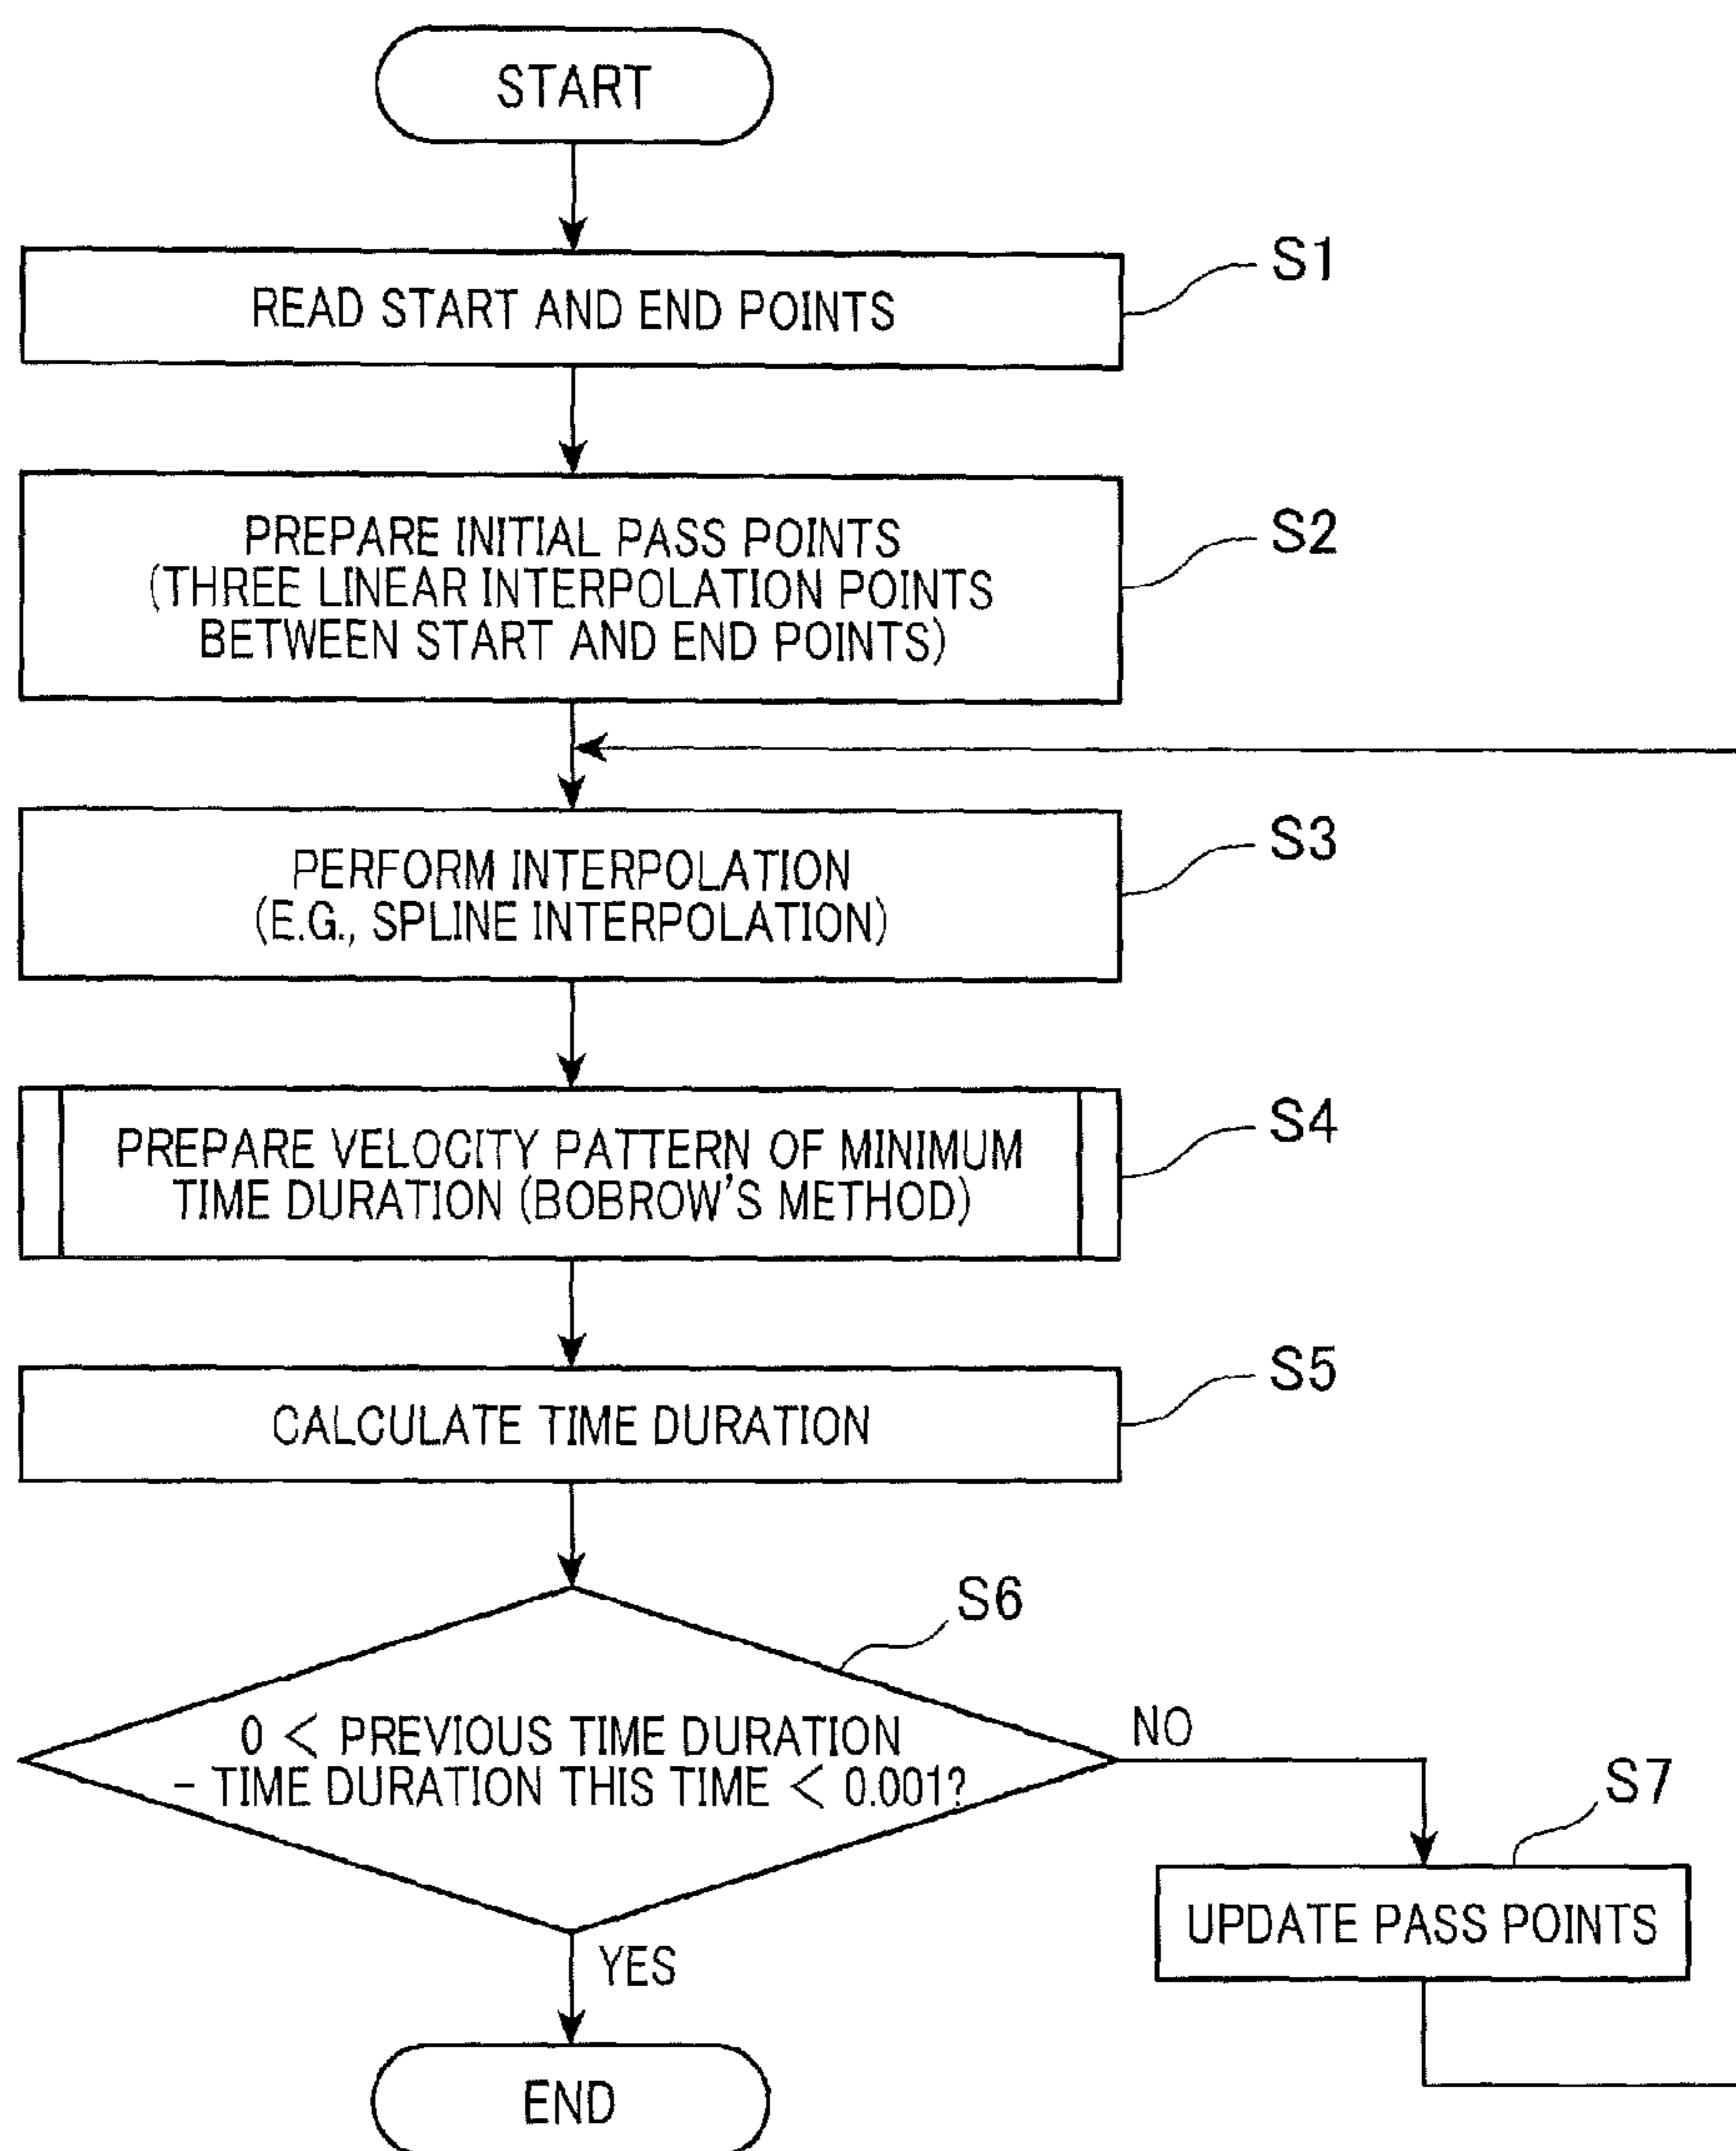 START
S1
READ START AND END POINTS
S2
PREPARE INITIAL PASS POINTS
(THREE LINEAR INTERPOLATION POINTS
BETWEEN START AND END POINTS)
S3
PERFORM INTERPOLATION
(E.G., SPLINE INTERPOLATION)
S4
PREPARE VELOCITY PATTERN OF MINIMUM
TIME DURATION (BOBROW'S METHOD)
S5
CALCULATE TIME DURATION
S6
0 < PREVIOUS TIME DURATION
- TIME DURATION THIS TIME < 0.001?
NO
S7
UPDATE PASS POINTS
YES
END